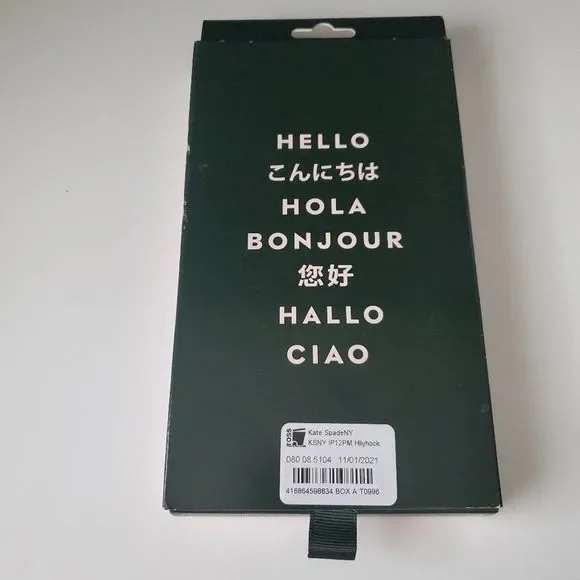 HELLO
こんにちは
HOLA
BONJOUR
您好
HALLO
CIAO
ross
Kate SpadeNY
KSNY iP12PM Hllyhock
080 08 5104 11/01/2021
416864598834 BOX A T0996